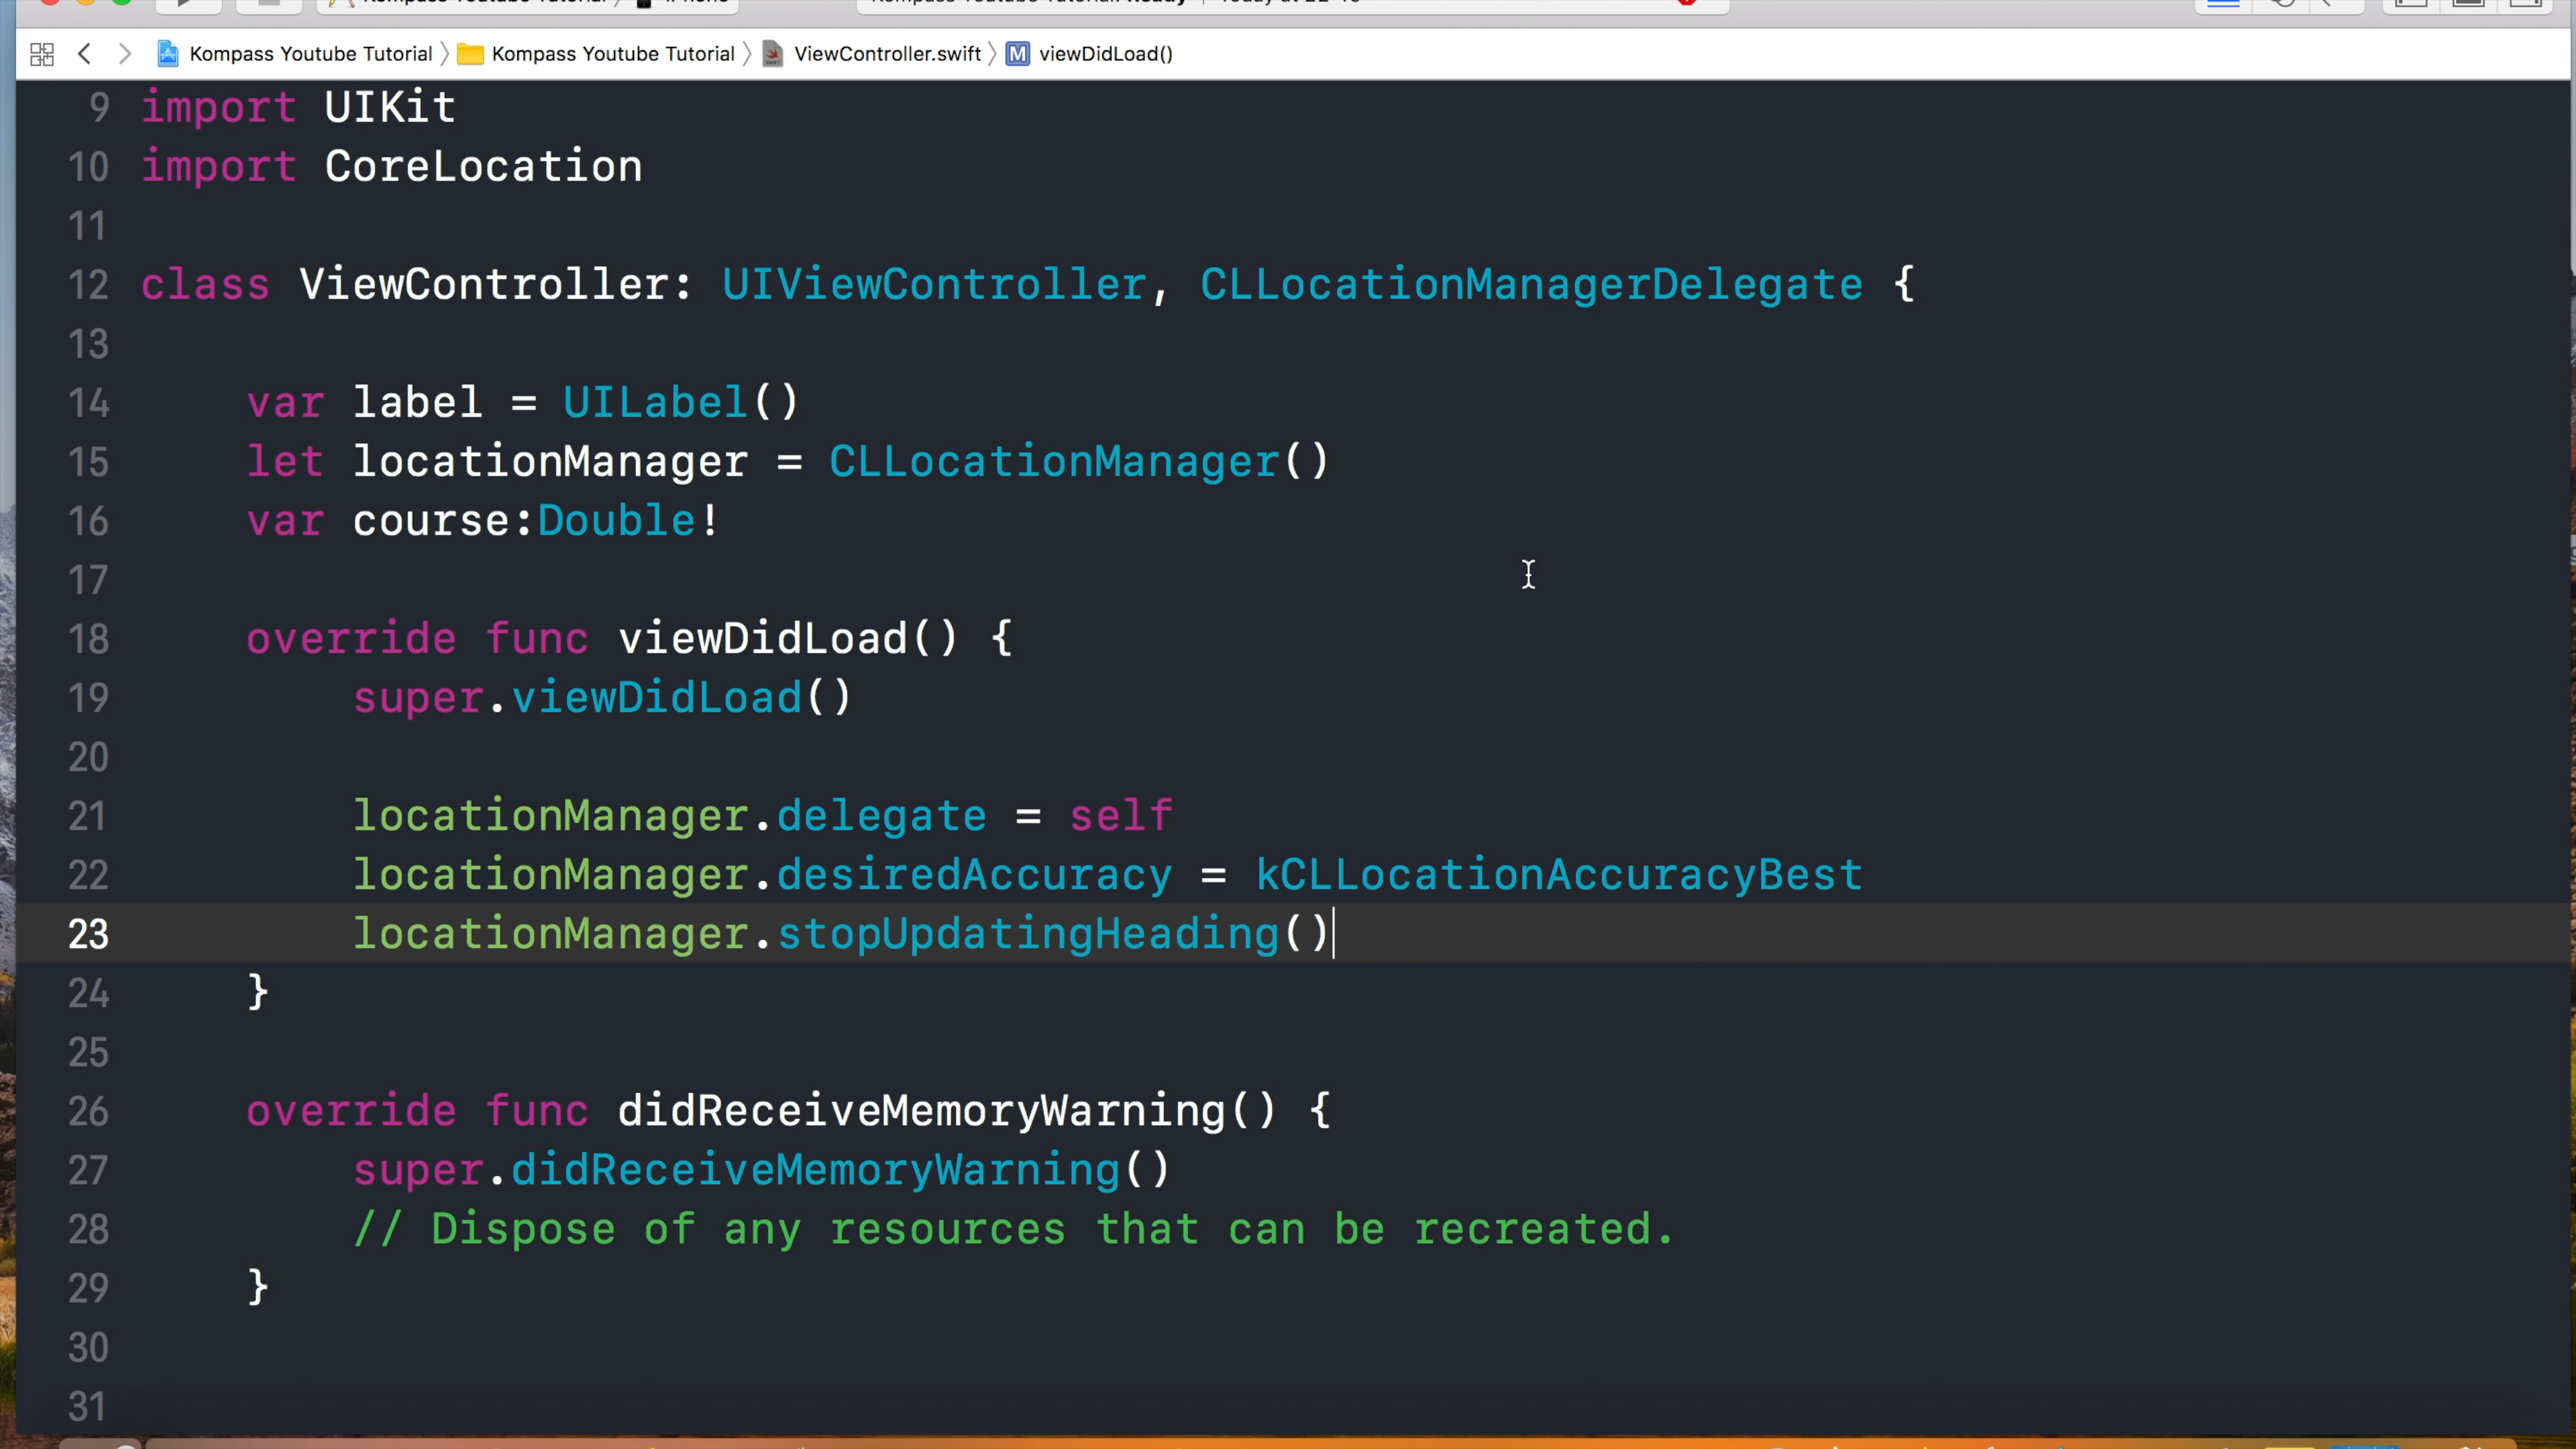 Kompass Youtube Tutorial Kompass Youtube Tutorial ViewController.swift M viewDidLoad()
9 import UIKit
10 import CoreLocation
11
12 class ViewController: UIViewController, CLLocationManagerDelegate {
13
14 var label = UILabel()
15 let locationManager = CLLocationManager()
16 var course:Double!
17
18 override func viewDidLoad() {
19 super.viewDidLoad()
20
21 locationManager.delegate = self
22 locationManager.desiredAccuracy = kCLLocationAccuracyBest
23 locationManager.stopUpdatingHeading()
24 }
25
26 override func didReceiveMemoryWarning() {
27 super.didReceiveMemoryWarning()
28 // Dispose of any resources that can be recreated.
29 }
30
31